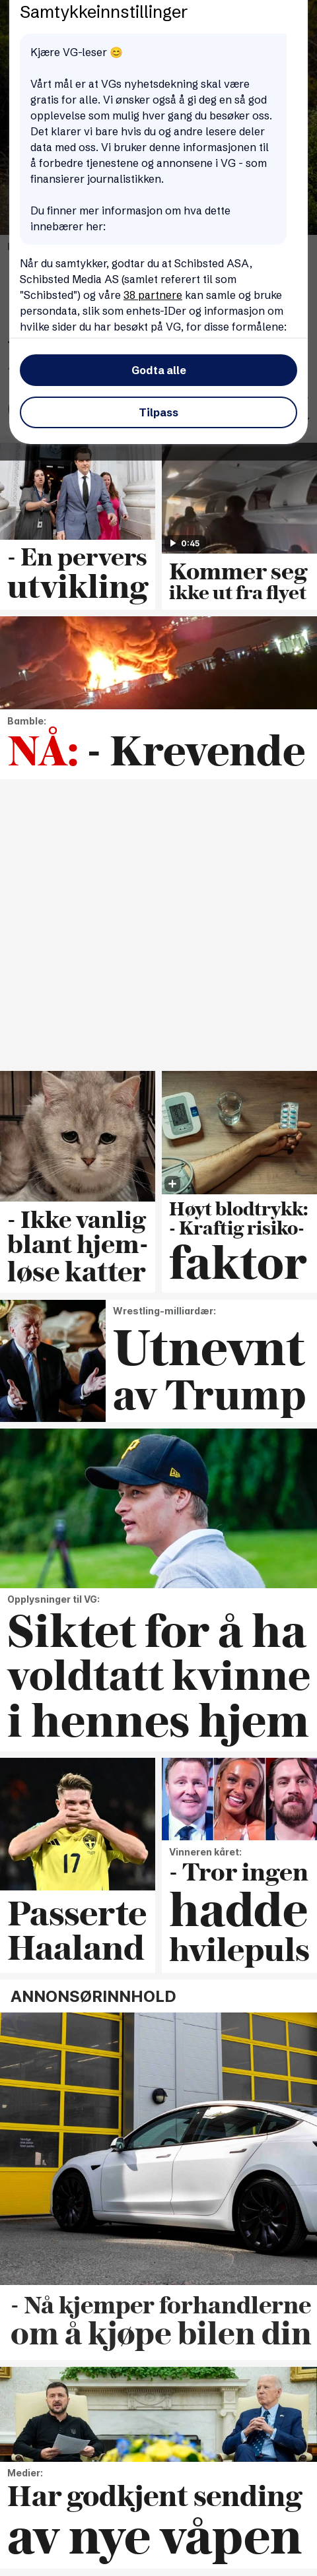 Samtykkeinnstillinger
Kjære VG-leser 😊
Vårt mål er at VGs nyhetsdekning skal være
gratis for alle. Vi ønsker også å gi deg en så god
opplevelse som mulig hver gang du besøker oss.
Det klarer vi bare hvis du og andre lesere deler
data med oss. Vi bruker denne informasjonen til
å forbedre tjenestene og annonsene i VG - som
finansierer journalistikken.
Du finner mer informasjon om hva dette
innebærer her:
Når du samtykker, godtar du at Schibsted ASA,
Schibsted Media AS (samlet referert til som
"Schibsted") og våre 38 partnere kan samle og bruke
persondata, slik som enhets-IDer og informasjon om
hvilke sider du har besøkt på VG, for disse formålene:
Godta alle
Tilpass
- En pervers
utvikling
0:45
Kommer seg
ikke ut fra flyet
Bamble:
NÅ: - Krevende
- Ikke vanlig
blant hjem-
løse katter
Høyt blodtrykk:
- Kraftig risiko-
faktor
Wrestling-milliardær:
Utnevnt
av Trump
Opplysninger til VG:
Siktet for å ha
voldtatt kvinne
i hennes hjem
17
Passerte
Haaland
Vinneren kåret:
- Tror ingen
hadde
hvilepuls
ANNONSØRINNHOLD
- Nå kjemper forhandlerne
om å kjøpe bilen din
Medier:
Har godkjent sending
av nye våpen